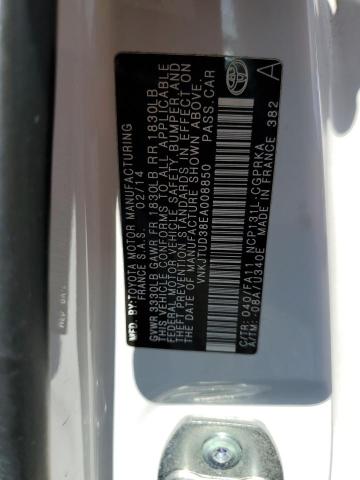 MFD. BY: TOYOTA MOTOR MANUFACTURING
FRANCE S.A.S. 12/14
GVWR 3330LB GAWR FR 1830LB RR 1830LB
THIS VEHICLE CONFORMS TO ALL APPLICABLE
FEDERAL MOTOR VEHICLE SAFETY, BUMPER, AND
THEFT PREVENTION STANDARDS IN EFFECT ON
THE DATE OF MANUFACTURE SHOWN ABOVE.
VNKJTUD38EA008850 PASS.CAR
C/TR: 040/FA11 NCP131L-CGPRKA
A/TM: -08A/U340E
MADE IN FRANCE 382
A